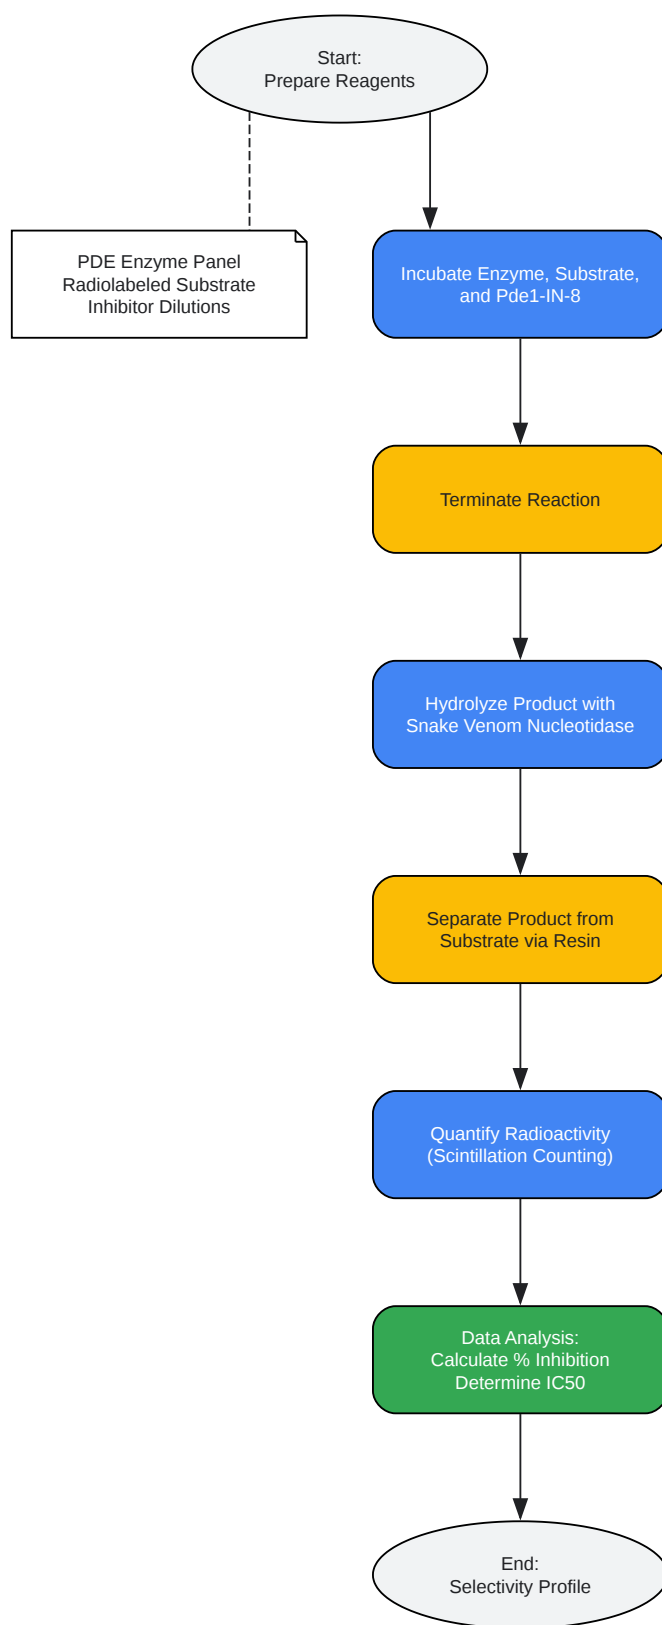 Start:
Prepare Reagents
PDE Enzyme Panel
Radiolabeled Substrate
Inhibitor Dilutions
Incubate Enzyme, Substrate,
and Pde1-IN-8
Terminate Reaction
Hydrolyze Product with
Snake Venom Nucleotidase
Separate Product from
Substrate via Resin
Quantify Radioactivity
(Scintillation Counting)
Data Analysis:
Calculate % Inhibition
Determine IC50
End:
Selectivity Profile